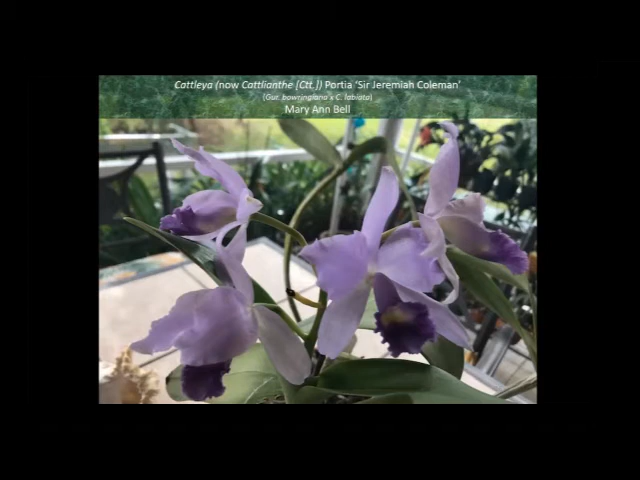 Cattleya (now Cattlianthe [Ctt.]) Portia 'Sir Jeremiah Coleman'
(Gur. bowringiana x C. labiata)
Mary Ann Bell